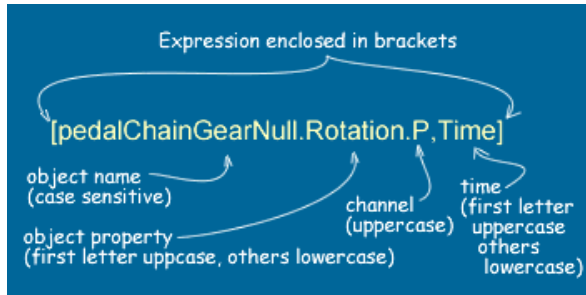 Expression enclosed in brackets
[pedalChainGearNull.Rotation.P,Time]
object name
(case sensitive)
object property
(first letter uppcase, others lowercase)
channel
(uppercase)
time
(first letter
uppercase
others
lowercase)